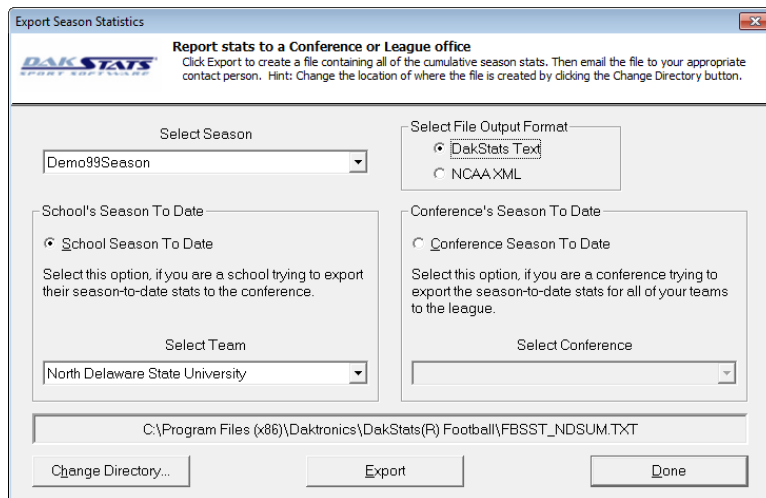 Export Season Statistics
Report stats to a Conference or League office
DAKSTATS
SPORT SOFTWARE
Click Export to create a file containing all of the cumulative season stats. Then email the file to your appropriate
contact person. Hint: Change the location of where the file is created by clicking the Change Directory button.
Select Season
Demo99Season
Select File Output Format
DakStats Text
NCAA XML
School's Season To Date
School Season To Date
Select this option, if you are a school trying to export
their season-to-date stats to the conference.
Select Team
North Delaware State University
Conference's Season To Date
Conference Season To Date
Select this option, if you are a conference trying to
export the season-to-date stats for all of your teams
to the league.
Select Conference
C:\Program Files (x86)\Daktronics\DakStats(R) Football\FBSST_NDSUM.TXT
Change Directory...
Export
Done